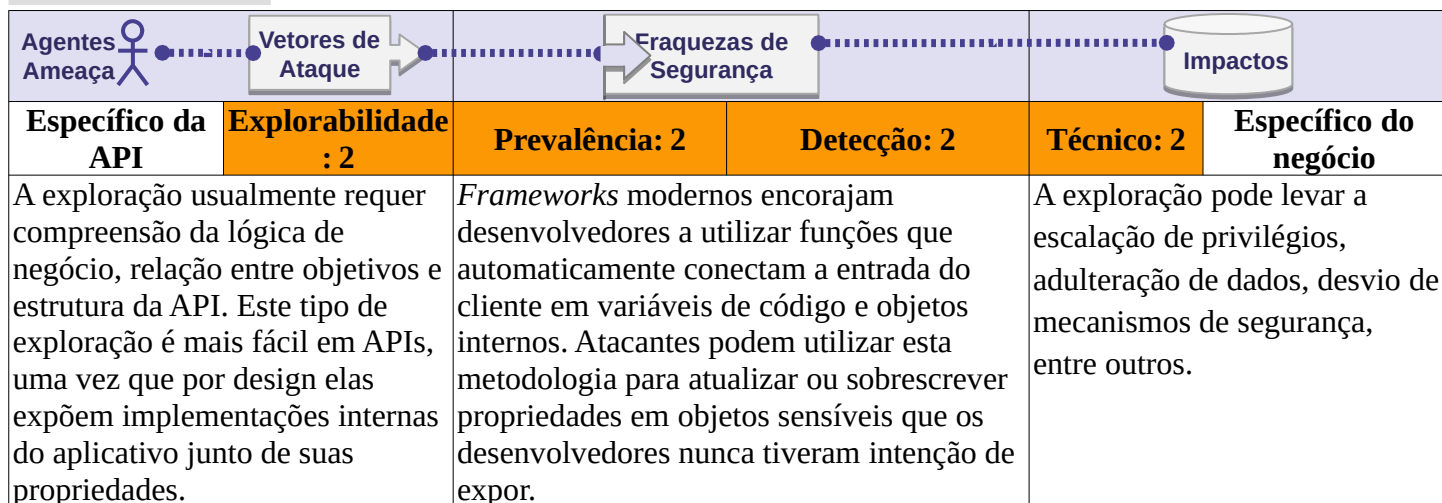 Agentes
Ameaça
Vetores de
Ataque
Fraquezas de
Segurança
Impactos
Específico da
API
Explorabilidade
: 2
Prevalência: 2
Detecção: 2
Técnico: 2
Específico do
negócio
A exploração usualmente requer
compreensão da lógica de
negócio, relação entre objetivos e
estrutura da API. Este tipo de
exploração é mais fácil em APIs,
uma vez que por design elas
expõem implementações internas
do aplicativo junto de suas
propriedades.
Frameworks modernos encorajam
desenvolvedores a utilizar funções que
automaticamente conectam a entrada do
cliente em variáveis de código e objetos
internos. Atacantes podem utilizar esta
metodologia para atualizar ou sobrescrever
propriedades em objetos sensíveis que os
desenvolvedores nunca tiveram intenção de
expor.
A exploração pode levar a
escalação de privilégios,
adulteração de dados, desvio de
mecanismos de segurança,
entre outros.